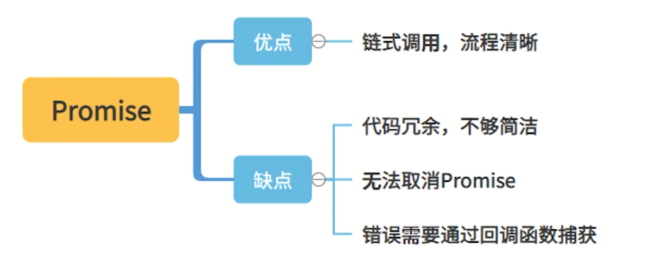 Promise
优点
链式调用，流程清晰
缺点
代码冗余，不够简洁
无法取消Promise
错误需要通过回调函数捕获